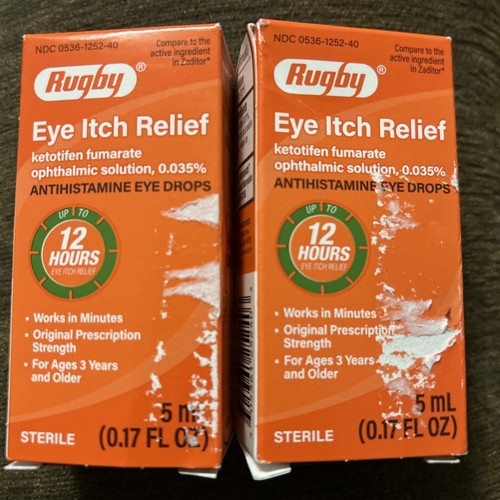 NDC 0536-1252-40
Compare to the
active ingredient
in Zaditor*
Rugby®
Eye Itch Relief
ketotifen fumarate
ophthalmic solution, 0.035%
ANTIHISTAMINE EYE DROPS
UP TO
12
HOURS
EYE ITCH RELIEF
• Works in Minutes
• Original Prescription
Strength
• For Ages 3 Years
and Older
5 m
STERILE
(0.17 FL OZ)
NDC 0536-1252-40
Compare to the
active ingredient
in Zaditor*
Rugby®
Eye Itch Relief
ketotifen fumarate
ophthalmic solution, 0.035%
ANTIHISTAMINE EYE DROPS
UP TO
12
HOURS
EYE ITCH RELIEF
• Works in Minutes
• Original Prescription
Strength
• For Ages 3 Years
and Older
5 mL
STERILE
(0.17 FL OZ)